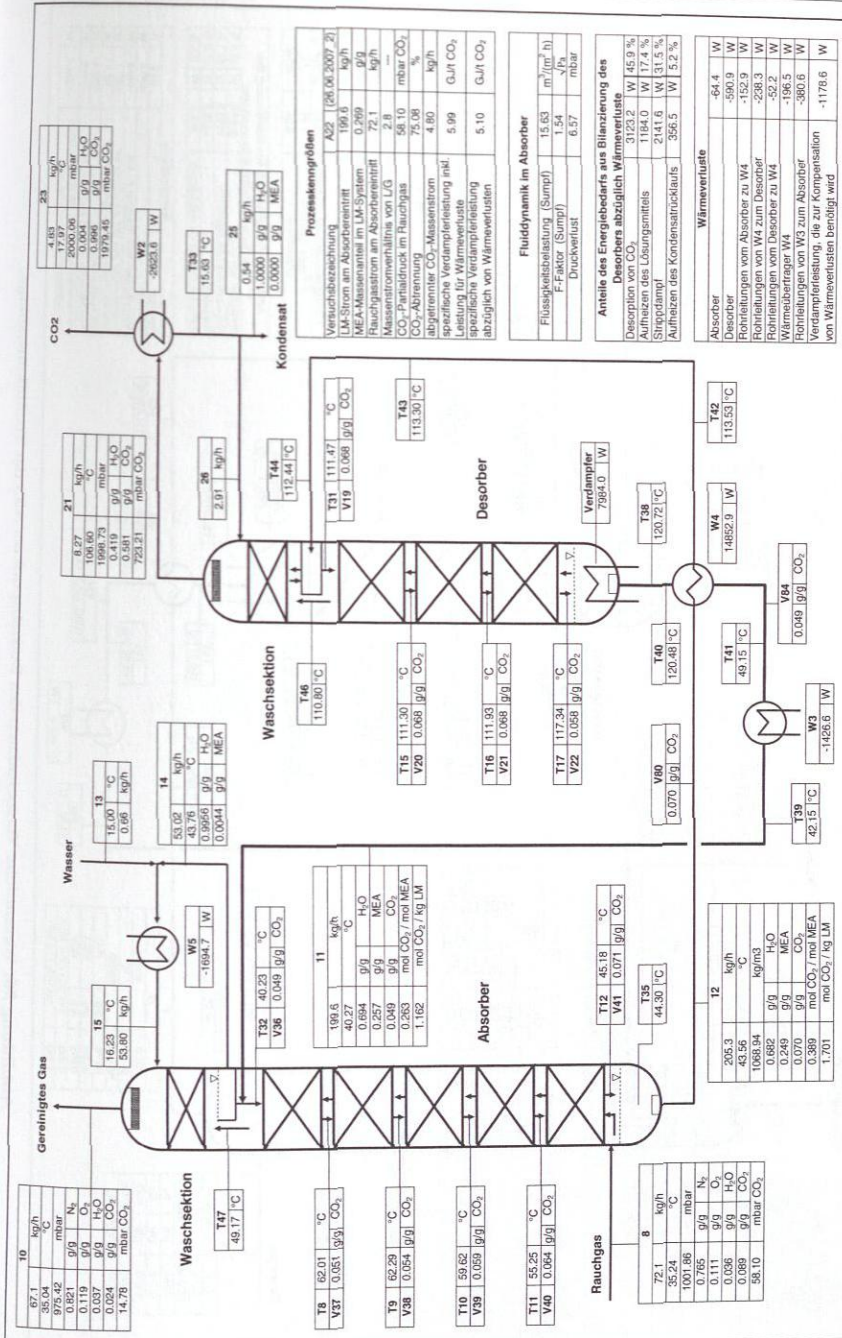 10
67.1 kg/h
35.04 °C
975.42 mbar
0.821 g/g N₂
0.119 g/g O₂
0.037 g/g H₂O
0.024 g/g CO₂
14.78 mbar CO₂
Gereinigtes Gas
Wasser
15
16.23 °C
53.80 kg/h
13
15.00 °C
0.66 kg/h
14
53.02 kg/h
43.76 °C
0.9956 g/g H₂O
0.0044 g/g MEA
W5
-1694.7 W
Waschsektion
T47
49.17 °C
T32 40.23 °C
V36 0.049 g/g CO₂
T8 62.01 °C
V37 0.051 g/g CO₂
T9 62.29 °C
V38 0.054 g/g CO₂
T10 59.62 °C
V39 0.059 g/g CO₂
T11 55.25 °C
V40 0.064 g/g CO₂
11
199.6 kg/h
40.27 °C
0.694 g/g H₂O
0.257 g/g MEA
0.049 g/g CO₂
0.263 mol CO₂ / mol MEA
1.162 mol CO₂ / kg LM
Absorber
T12 45.18 °C
V41 0.071 g/g CO₂
T35
44.30 °C
Rauchgas
8
72.1 kg/h
35.24 °C
1001.86 mbar
0.765 g/g N₂
0.111 g/g O₂
0.036 g/g H₂O
0.089 g/g CO₂
58.10 mbar CO₂
12
205.3 kg/h
43.56 °C
1068.94 kg/m3
0.682 g/g H₂O
0.249 g/g MEA
0.070 g/g CO₂
0.389 mol CO₂ / mol MEA
1.701 mol CO₂ / kg LM
21
8.27 kg/h
106.60 °C
1998.73 mbar
0.419 g/g H₂O
0.581 g/g CO₂
723.21 mbar CO₂
CO2
23
4.83 kg/h
17.97 °C
2000.06 mbar
0.004 g/g H₂O
0.996 g/g CO₂
1979.45 mbar CO₂
W2
-2623.6 W
T33
15.63 °C
25
0.54 kg/h
1.0000 g/g H₂O
0.0000 g/g MEA
Kondensat
26
2.91 kg/h
Waschsektion
T46
110.80 °C
T44
112.44 °C
T31 111.47 °C
V19 0.068 g/g CO₂
T43
113.30 °C
T15 111.30 °C
V20 0.068 g/g CO₂
T16 111.93 °C
V21 0.068 g/g CO₂
T17 117.34 °C
V22 0.058 g/g CO₂
Desorber
Verdampfer
7984.0 W
T38
120.72 °C
T40
120.48 °C
V80
0.070 g/g CO₂
W4
14852.9 W
T42
113.53 °C
T41
49.15 °C
V84
0.049 g/g CO₂
W3
-1426.6 W
T39
42.15 °C
Prozesskenngrößen
Versuchsbezeichnung A22 (26.06.2007_2)
LM-Strom am Absorbereintritt 199.6 kg/h
MEA-Massenanteil in LM-System 0.269 g/g
Rauchgasstrom am Absorbereintritt 72.1 kg/h
Massenstromverhältnis von L/G 2.8 ---
CO₂-Partialdruck im Rauchgas 58.10 mbar CO₂
CO₂-Abtrennung 75.08 %
abgetrennter CO₂-Massenstrom 4.80 kg/h
spezifische Verdampferleistung inkl.
Leistung für Wärmeverluste 5.99 GJ/t CO₂
spezifische Verdampferleistung
abzüglich von Wärmeverlusten 5.10 GJ/t CO₂
Fluiddynamik im Absorber
Flüssigkeitsbelastung (Sumpf) 15.63 m³/(m² h)
F-Faktor (Sumpf) 1.54 √Pa
Druckverlust 6.57 mbar
Anteile des Energiebedarfs aus Bilanzierung des
Desorbers abzüglich Wärmeverluste
Desorption von CO₂ 3123.2 W 45.9 %
Aufheizen des Lösungsmittels 1184.0 W 17.4 %
Strippdampf 2141.6 W 31.5 %
Aufheizen des Kondensatrücklaufs 356.5 W 5.2 %
Wärmeverluste
Absorber -64.4 W
Desorber -590.9 W
Rohrleitungen vom Absorber zu W4 -152.9 W
Rohrleitungen von W4 zum Desorber -238.3 W
Rohrleitungen vom Desorber zu W4 -52.2 W
Wärmeübertrager W4 -196.5 W
Rohrleitungen von W3 zum Absorber -380.6 W
Verdampferleistung, die zur Kompensation
von Wärmeverlusten benötigt wird -1178.6 W